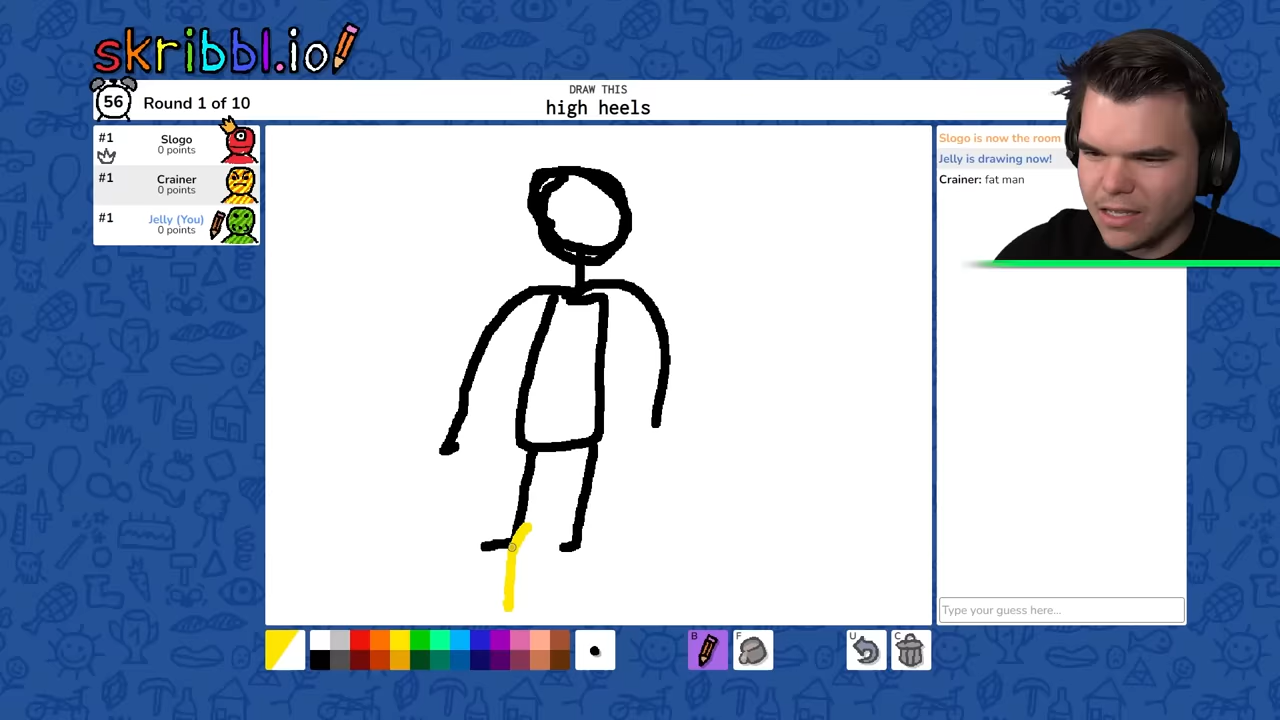 skribbl.io
56
Round 1 of 10
DRAW THIS
high heels
#1
Slogo
0 points
#1
Crainer
0 points
#1
Jelly (You)
0 points
Slogo is now the room
Jelly is drawing now!
Crainer: fat man
Type your guess here...
B
F
U
C